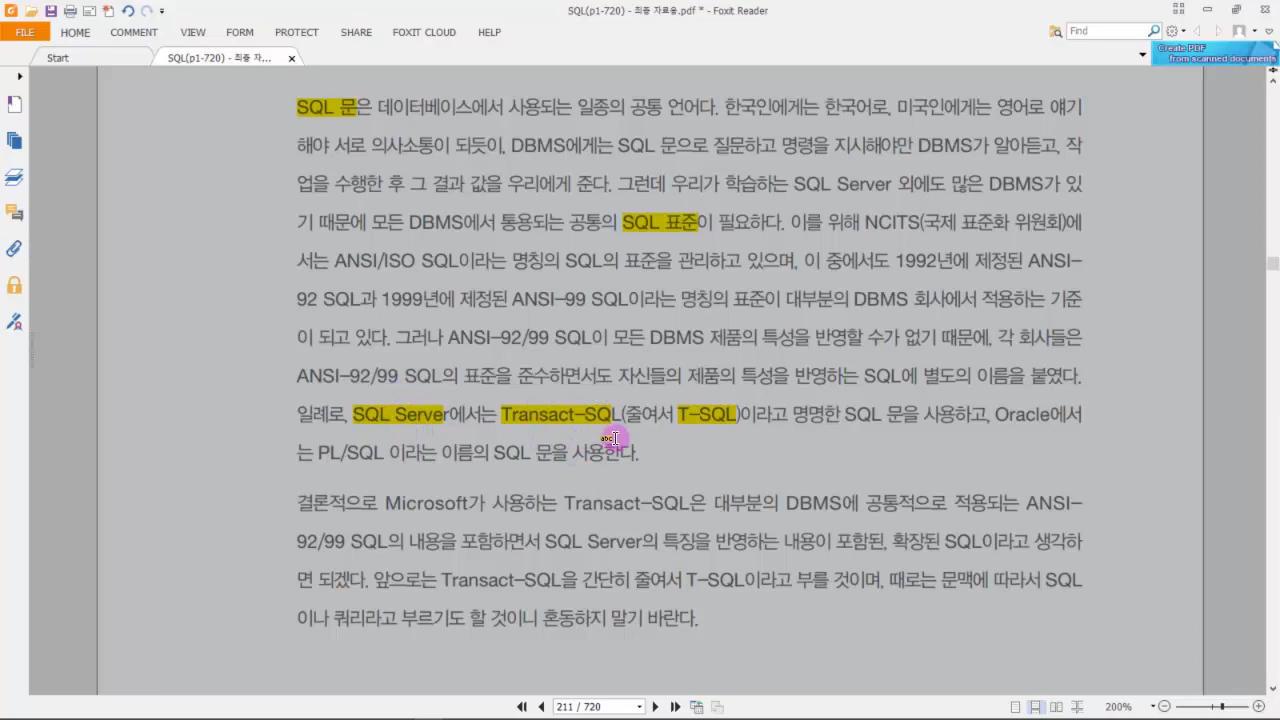 SQL(p1-720) - 최종 자료용.pdf * - Foxit Reader
FILE HOME COMMENT VIEW FORM PROTECT SHARE FOXIT CLOUD HELP
Find
Start
SQL(p1-720) - 최종 자...
Create PDF
from scanned documents
SQL 문은 데이터베이스에서 사용되는 일종의 공통 언어다. 한국인에게는 한국어로, 미국인에게는 영어로 얘기
해야 서로 의사소통이 되듯이, DBMS에게는 SQL 문으로 질문하고 명령을 지시해야만 DBMS가 알아듣고, 작
업을 수행한 후 그 결과 값을 우리에게 준다. 그런데 우리가 학습하는 SQL Server 외에도 많은 DBMS가 있
기 때문에 모든 DBMS에서 통용되는 공통의 SQL 표준이 필요하다. 이를 위해 NCITS(국제 표준화 위원회)에
서는 ANSI/ISO SQL이라는 명칭의 SQL의 표준을 관리하고 있으며, 이 중에서도 1992년에 제정된 ANSI–
92 SQL과 1999년에 제정된 ANSI–99 SQL이라는 명칭의 표준이 대부분의 DBMS 회사에서 적용하는 기준
이 되고 있다. 그러나 ANSI–92/99 SQL이 모든 DBMS 제품의 특성을 반영할 수가 없기 때문에, 각 회사들은
ANSI–92/99 SQL의 표준을 준수하면서도 자신들의 제품의 특성을 반영하는 SQL에 별도의 이름을 붙였다.
일례로, SQL Server에서는 Transact–SQL(줄여서 T–SQL)이라고 명명한 SQL 문을 사용하고, Oracle에서
는 PL/SQL 이라는 이름의 SQL 문을 사용한다.
결론적으로 Microsoft가 사용하는 Transact–SQL은 대부분의 DBMS에 공통적으로 적용되는 ANSI–
92/99 SQL의 내용을 포함하면서 SQL Server의 특징을 반영하는 내용이 포함된, 확장된 SQL이라고 생각하
면 되겠다. 앞으로는 Transact–SQL을 간단히 줄여서 T–SQL이라고 부를 것이며, 때로는 문맥에 따라서 SQL
이나 쿼리라고 부르기도 할 것이니 혼동하지 말기 바란다.
211 / 720
200%